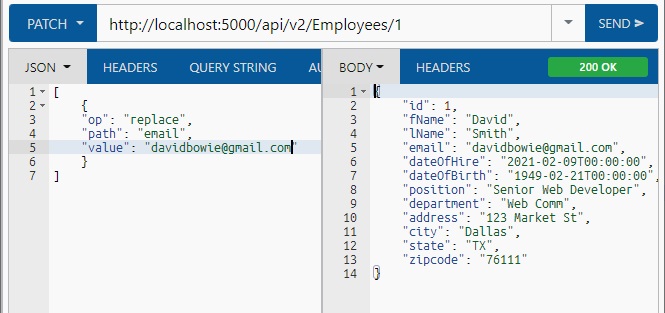 PATCH http://localhost:5000/api/v2/Employees/1 SEND
JSON HEADERS QUERY STRING AU
1 [
2 {
3 "op": "replace",
4 "path": "email",
5 "value": "davidbowie@gmail.com"
6 }
7 ]
BODY HEADERS 200 OK
1 {
2 "id": 1,
3 "fName": "David",
4 "lName": "Smith",
5 "email": "davidbowie@gmail.com",
6 "dateOfHire": "2021-02-09T00:00:00",
7 "dateOfBirth": "1949-02-21T00:00:00",
8 "position": "Senior Web Developer",
9 "department": "Web Comm",
10 "address": "123 Market St",
11 "city": "Dallas",
12 "state": "TX",
13 "zipcode": "76111"
14 }